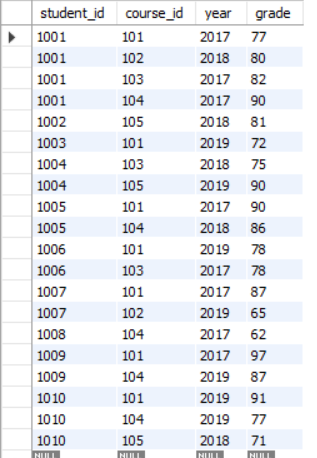 student_id course_id year grade
1001 101 2017 77
1001 102 2018 80
1001 103 2018 82
1001 104 2017 90
1002 105 2018 81
1003 101 2019 72
1004 103 2018 75
1004 105 2019 90
1005 101 2017 90
1005 104 2018 86
1006 101 2019 78
1006 103 2017 78
1007 101 2017 87
1007 102 2019 65
1008 104 2017 62
1009 101 2017 97
1009 104 2019 87
1010 101 2019 91
1010 104 2019 77
1010 105 2018 71
NULL NULL NULL NULL